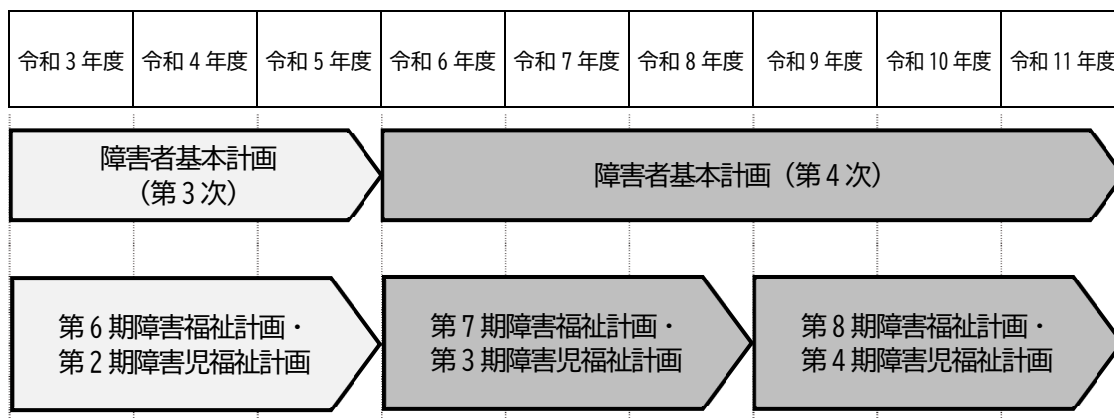 令和３年度 令和４年度 令和５年度 令和６年度 令和７年度 令和８年度 令和９年度 令和10年度 令和11年度
障害者基本計画
（第３次）
障害者基本計画（第４次）
第６期障害福祉計画・
第２期障害児福祉計画
第７期障害福祉計画・
第３期障害児福祉計画
第８期障害福祉計画・
第４期障害児福祉計画